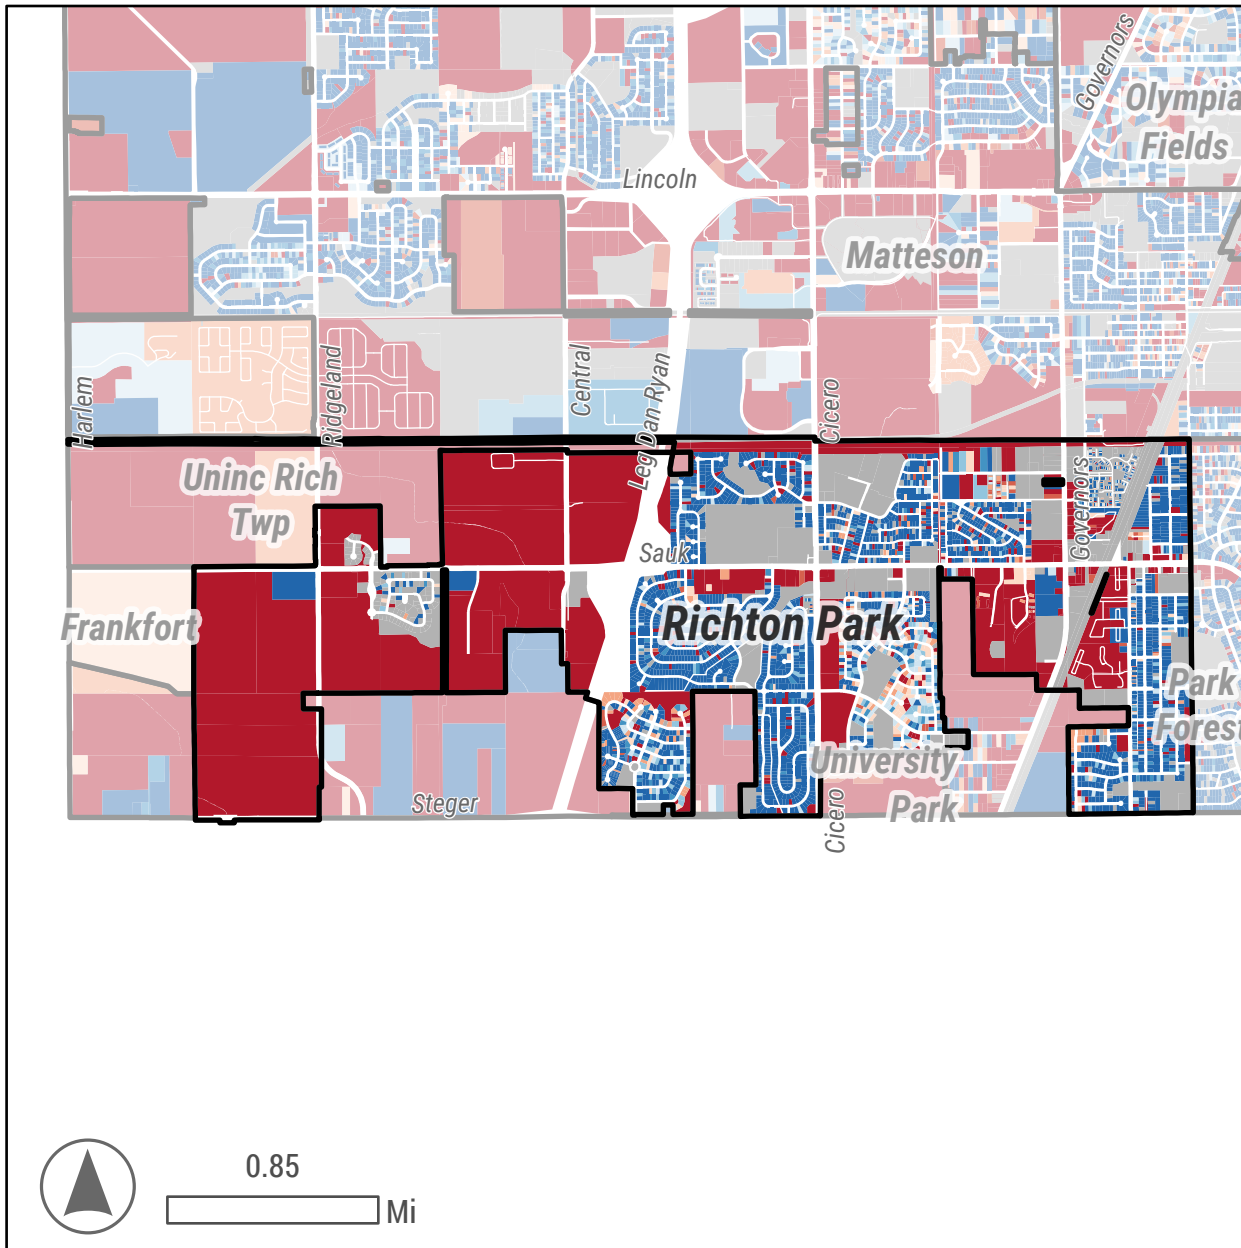 Governors
Olympia
Fields
Lincoln
Matteson
Harlem
Ridgeland
Central
Leg Dan Ryan
Cicero
Uninc Rich
Twp
Governors
Sauk
Frankfort
Richton Park
Park
Forest
University
Park
Steger
Cicero
0.85
Mi